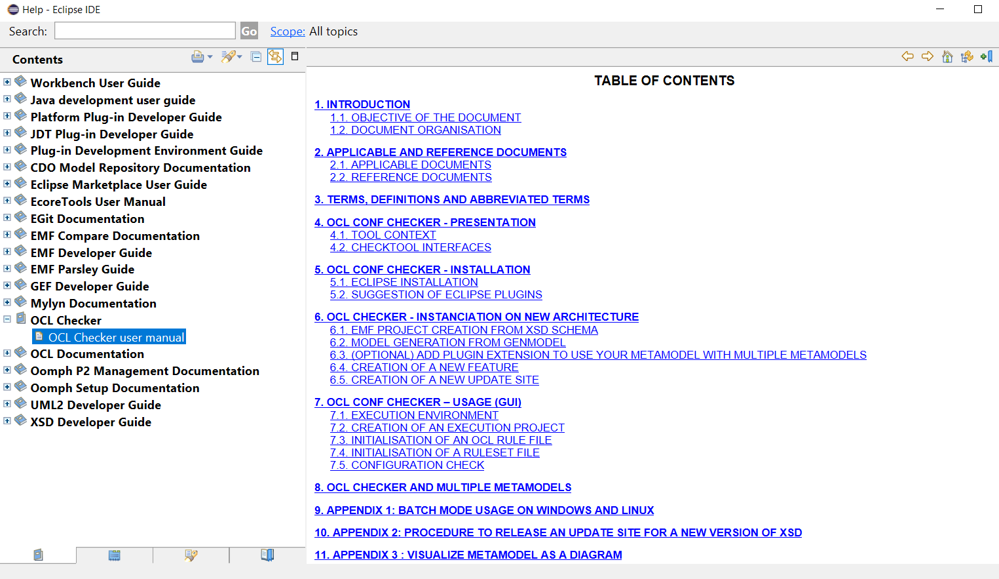 Help - Eclipse IDE
Search:
Go
Scope: All topics
Contents
Workbench User Guide
Java development user guide
Platform Plug-in Developer Guide
JDT Plug-in Developer Guide
Plug-in Development Environment Guide
CDO Model Repository Documentation
Eclipse Marketplace User Guide
EcoreTools User Manual
EGit Documentation
EMF Compare Documentation
EMF Developer Guide
EMF Parsley Guide
GEF Developer Guide
Mylyn Documentation
OCL Checker
OCL Checker user manual
OCL Documentation
Oomph P2 Management Documentation
Oomph Setup Documentation
UML2 Developer Guide
XSD Developer Guide
TABLE OF CONTENTS
1. INTRODUCTION
1.1. OBJECTIVE OF THE DOCUMENT
1.2. DOCUMENT ORGANISATION
2. APPLICABLE AND REFERENCE DOCUMENTS
2.1. APPLICABLE DOCUMENTS
2.2. REFERENCE DOCUMENTS
3. TERMS, DEFINITIONS AND ABBREVIATED TERMS
4. OCL CONF CHECKER - PRESENTATION
4.1. TOOL CONTEXT
4.2. CHECKTOOL INTERFACES
5. OCL CONF CHECKER - INSTALLATION
5.1. ECLIPSE INSTALLATION
5.2. SUGGESTION OF ECLIPSE PLUGINS
6. OCL CHECKER - INSTANCIATION ON NEW ARCHITECTURE
6.1. EMF PROJECT CREATION FROM XSD SCHEMA
6.2. MODEL GENERATION FROM GENMODEL
6.3. (OPTIONAL) ADD PLUGIN EXTENSION TO USE YOUR METAMODEL WITH MULTIPLE METAMODELS
6.4. CREATION OF A NEW FEATURE
6.5. CREATION OF A NEW UPDATE SITE
7. OCL CONF CHECKER – USAGE (GUI)
7.1. EXECUTION ENVIRONMENT
7.2. CREATION OF AN EXECUTION PROJECT
7.3. INITIALISATION OF AN OCL RULE FILE
7.4. INITIALISATION OF A RULESET FILE
7.5. CONFIGURATION CHECK
8. OCL CHECKER AND MULTIPLE METAMODELS
9. APPENDIX 1: BATCH MODE USAGE ON WINDOWS AND LINUX
10. APPENDIX 2: PROCEDURE TO RELEASE AN UPDATE SITE FOR A NEW VERSION OF XSD
11. APPENDIX 3 : VISUALIZE METAMODEL AS A DIAGRAM